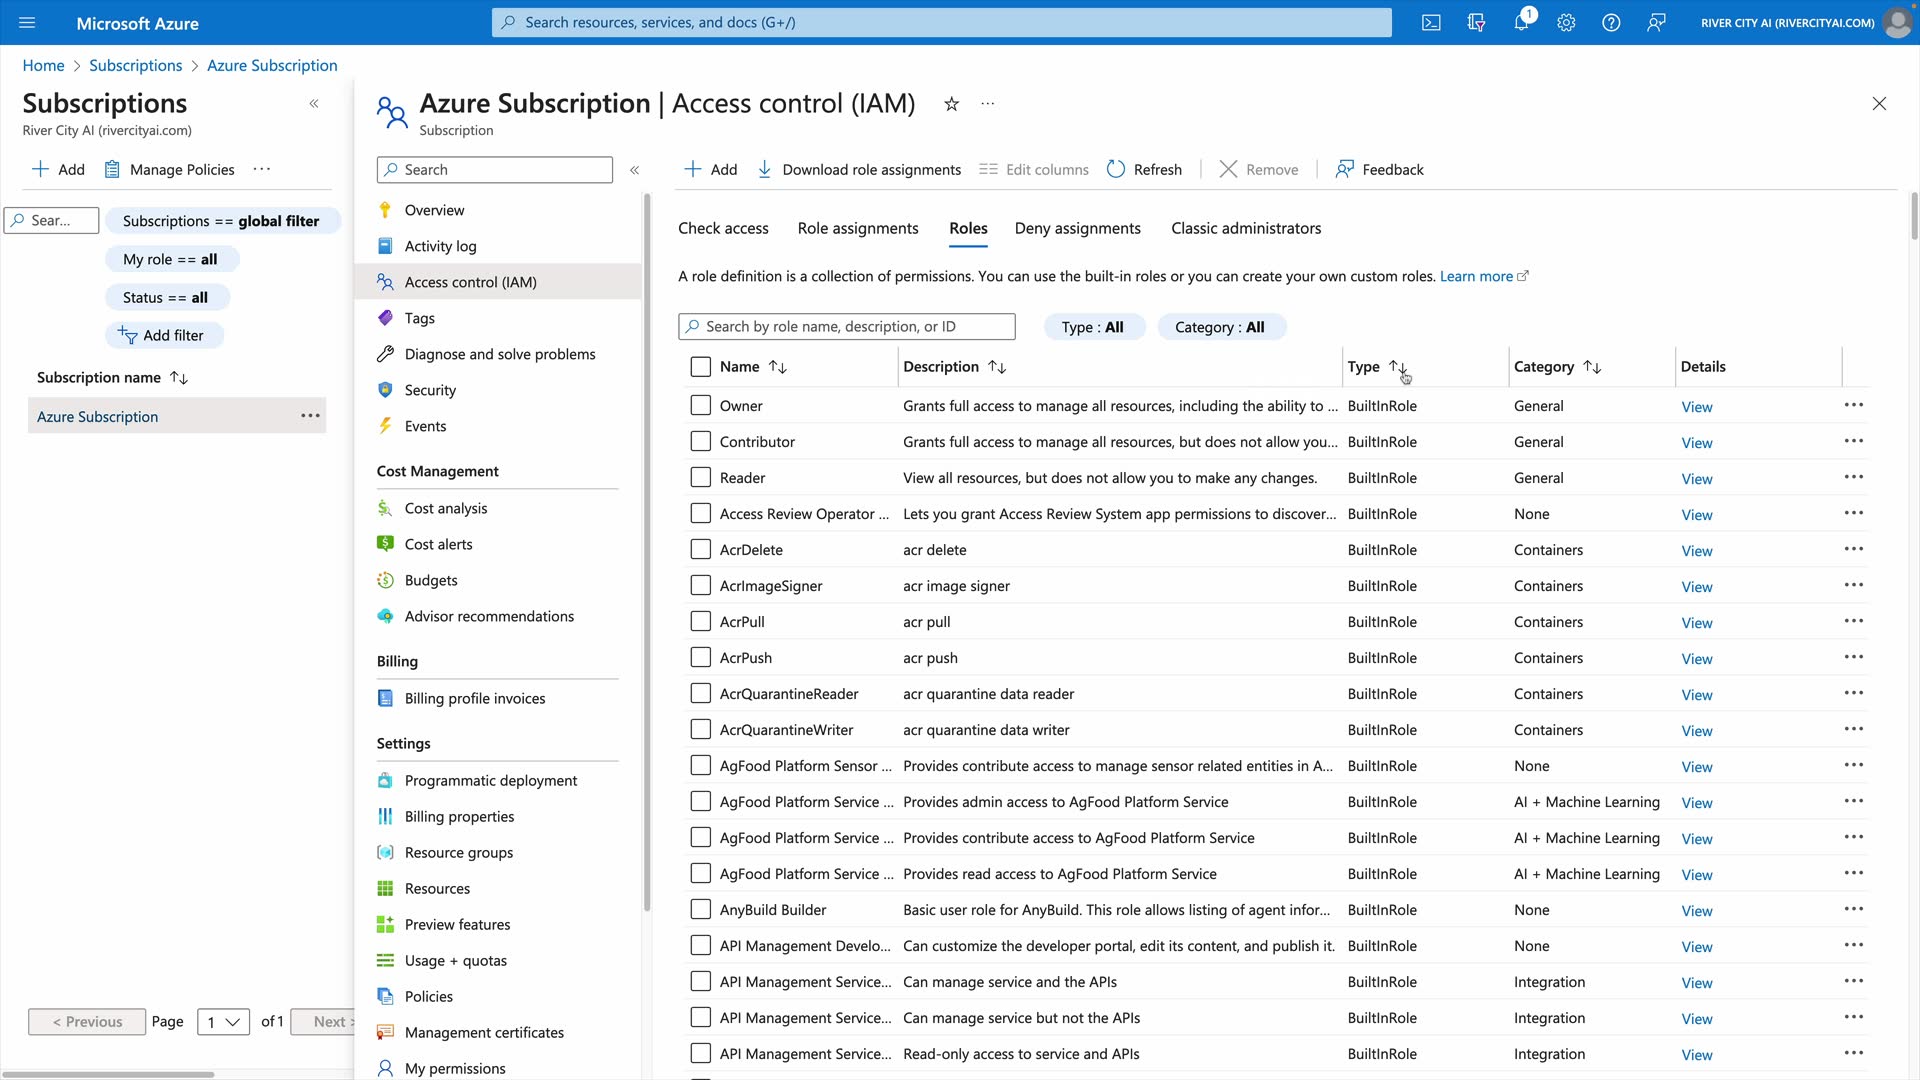 Microsoft Azure
Search resources, services, and docs (G+/)
1
RIVER CITY AI (RIVERCITYAI.COM)
Home > Subscriptions > Azure Subscription
Subscriptions
River City AI (rivercityai.com)
Add
Manage Policies
Sear...
Subscriptions == global filter
My role == all
Status == all
Add filter
Subscription name
Azure Subscription
< Previous
Page
1
of 1
Next >
Azure Subscription | Access control (IAM)
Subscription
Search
Overview
Activity log
Access control (IAM)
Tags
Diagnose and solve problems
Security
Events
Cost Management
Cost analysis
Cost alerts
Budgets
Advisor recommendations
Billing
Billing profile invoices
Settings
Programmatic deployment
Billing properties
Resource groups
Resources
Preview features
Usage + quotas
Policies
Management certificates
My permissions
Add
Download role assignments
Edit columns
Refresh
Remove
Feedback
Check access
Role assignments
Roles
Deny assignments
Classic administrators
A role definition is a collection of permissions. You can use the built-in roles or you can create your own custom roles. Learn more
Search by role name, description, or ID
Type : All
Category : All
Name Description Type Category Details
Owner Grants full access to manage all resources, including the ability to ... BuiltInRole General View
Contributor Grants full access to manage all resources, but does not allow you... BuiltInRole General View
Reader View all resources, but does not allow you to make any changes. BuiltInRole General View
Access Review Operator ... Lets you grant Access Review System app permissions to discover... BuiltInRole None View
AcrDelete acr delete BuiltInRole Containers View
AcrImageSigner acr image signer BuiltInRole Containers View
AcrPull acr pull BuiltInRole Containers View
AcrPush acr push BuiltInRole Containers View
AcrQuarantineReader acr quarantine data reader BuiltInRole Containers View
AcrQuarantineWriter acr quarantine data writer BuiltInRole Containers View
AgFood Platform Sensor ... Provides contribute access to manage sensor related entities in A... BuiltInRole None View
AgFood Platform Service ... Provides admin access to AgFood Platform Service BuiltInRole AI + Machine Learning View
AgFood Platform Service ... Provides contribute access to AgFood Platform Service BuiltInRole AI + Machine Learning View
AgFood Platform Service ... Provides read access to AgFood Platform Service BuiltInRole AI + Machine Learning View
AnyBuild Builder Basic user role for AnyBuild. This role allows listing of agent infor... BuiltInRole None View
API Management Develo... Can customize the developer portal, edit its content, and publish it. BuiltInRole None View
API Management Service... Can manage service and the APIs BuiltInRole Integration View
API Management Service... Can manage service but not the APIs BuiltInRole Integration View
API Management Service... Read-only access to service and APIs BuiltInRole Integration View